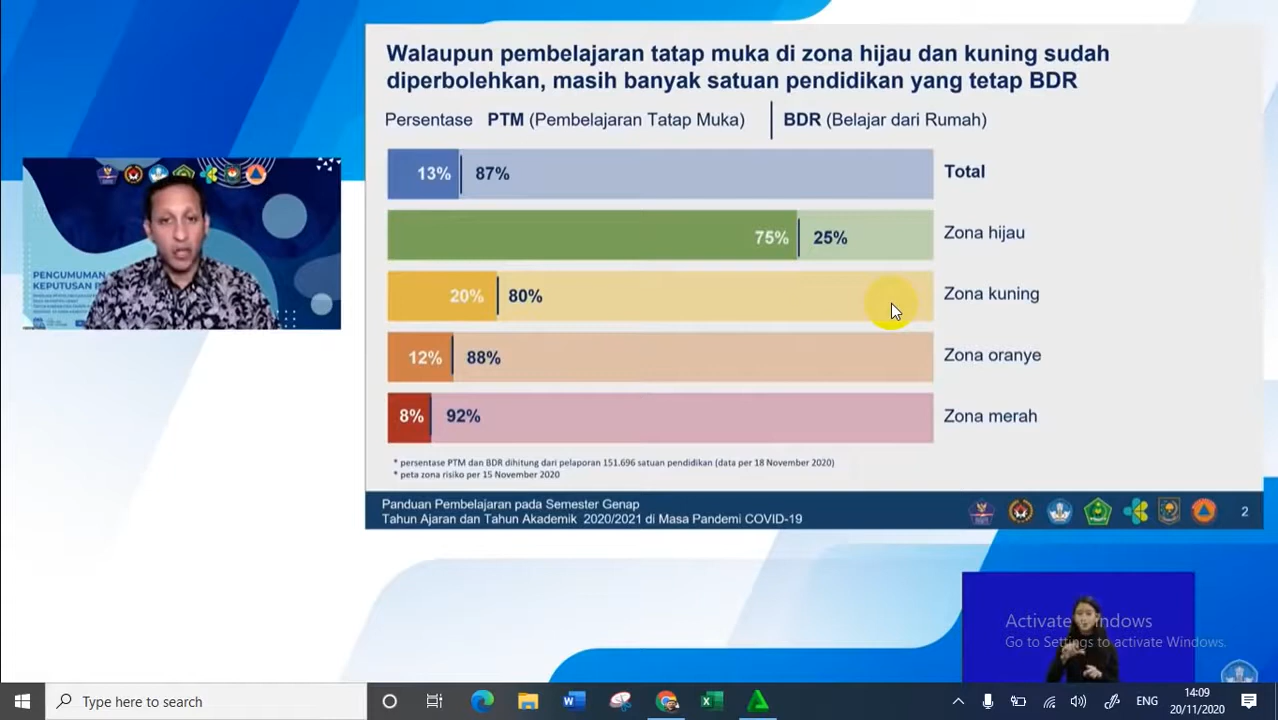 Walaupun pembelajaran tatap muka di zona hijau dan kuning sudah
diperbolehkan, masih banyak satuan pendidikan yang tetap BDR
Persentase PTM (Pembelajaran Tatap Muka) BDR (Belajar dari Rumah)
13% 87% Total
75% 25% Zona hijau
20% 80% Zona kuning
12% 88% Zona oranye
8% 92% Zona merah
* persentase PTM dan BDR dihitung dari pelaporan 151.696 satuan pendidikan (data per 18 November 2020)
* peta zona risiko per 15 November 2020
Panduan Pembelajaran pada Semester Genap
Tahun Ajaran dan Tahun Akademik 2020/2021 di Masa Pandemi COVID-19
2
PENGUMUMAN
KEPUTUSAN
Activate Windows
Go to Settings to activate Windows.
Type here to search
ENG
14:09
20/11/2020